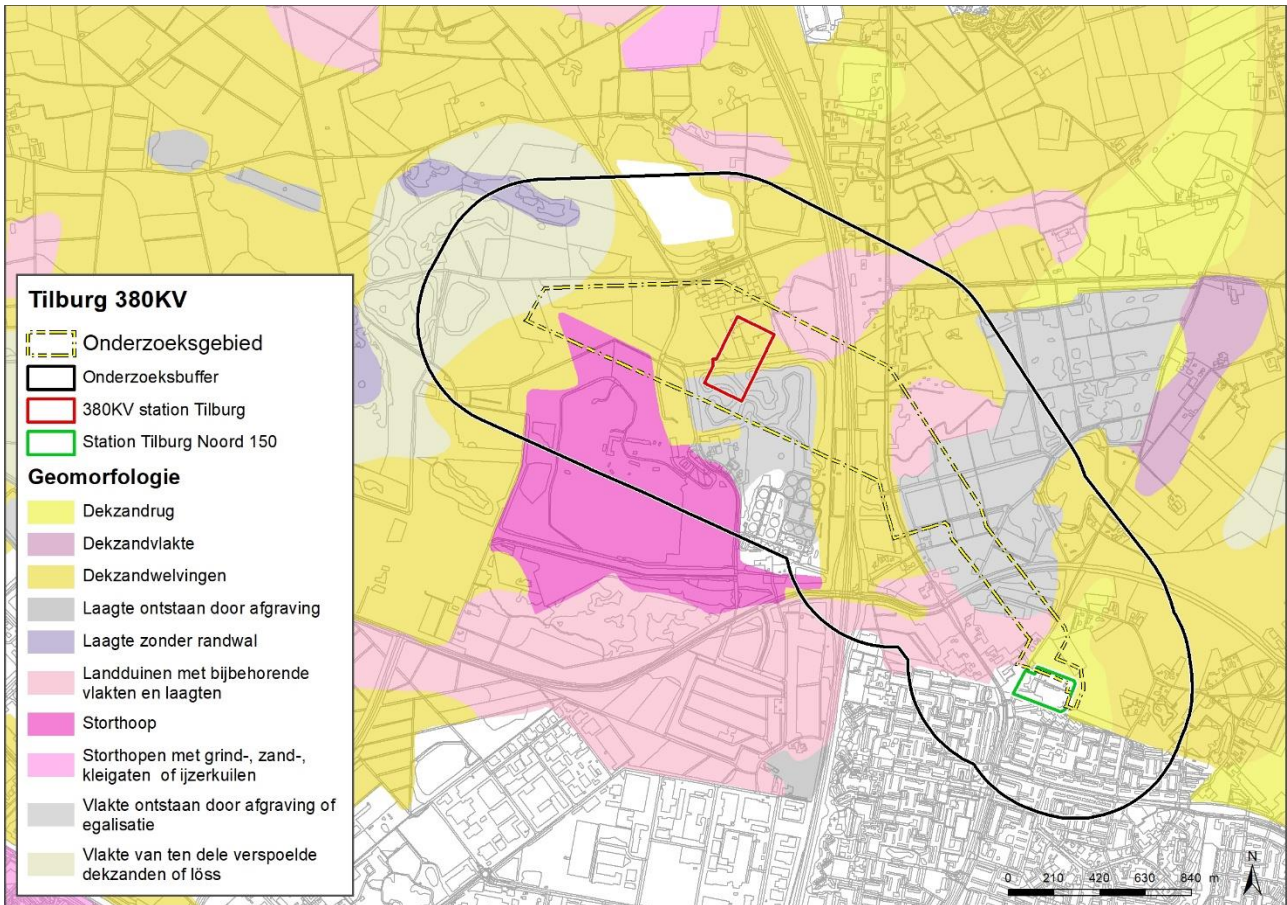 Tilburg 380KV
Onderzoeksgebied
Onderzoeksbuffer
380KV station Tilburg
Station Tilburg Noord 150
Geomorfologie
Dekzandrug
Dekzandvlakte
Dekzandwelvingen
Laagte ontstaan door afgraving
Laagte zonder randwal
Landduinen met bijbehorende
vlakten en laagten
Storthoop
Storthopen met grind-, zand-,
kleigaten of ijzerkuilen
Vlakte ontstaan door afgraving of
egalisatie
Vlakte van ten dele verspoelde
dekzanden of löss
N
0 210 420 630 840 m